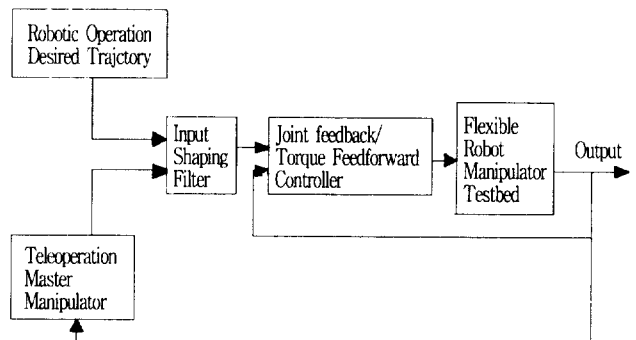 Robotic Operation
Desired Trajctory
Input
Shaping
Filter
Joint feedback/
Torque Feedforward
Controller
Flexible
Robot
Manipulator
Testbed
Output
Teleoperation
Master
Manipulator